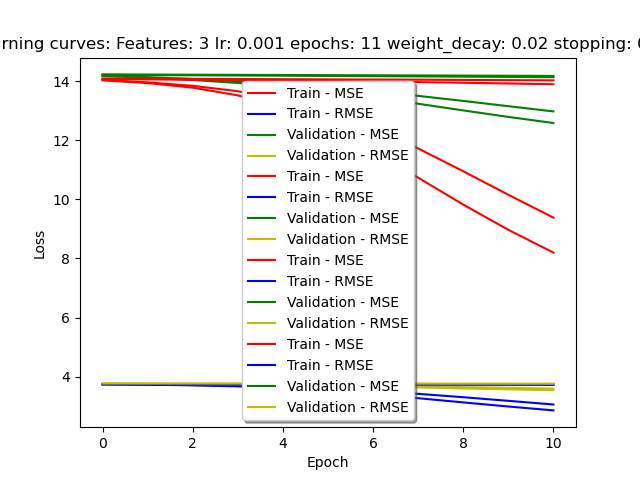 rning curves: Features: 3 lr: 0.001 epochs: 11 weight_decay: 0.02 stopping:
14
12
10
8
6
4
Loss
Train - MSE
Train - RMSE
Validation - MSE
Validation - RMSE
Train - MSE
Train - RMSE
Validation - MSE
Validation - RMSE
Train - MSE
Train - RMSE
Validation - MSE
Validation - RMSE
Train - MSE
Train - RMSE
Validation - MSE
Validation - RMSE
0 2 4 6 8 10
Epoch